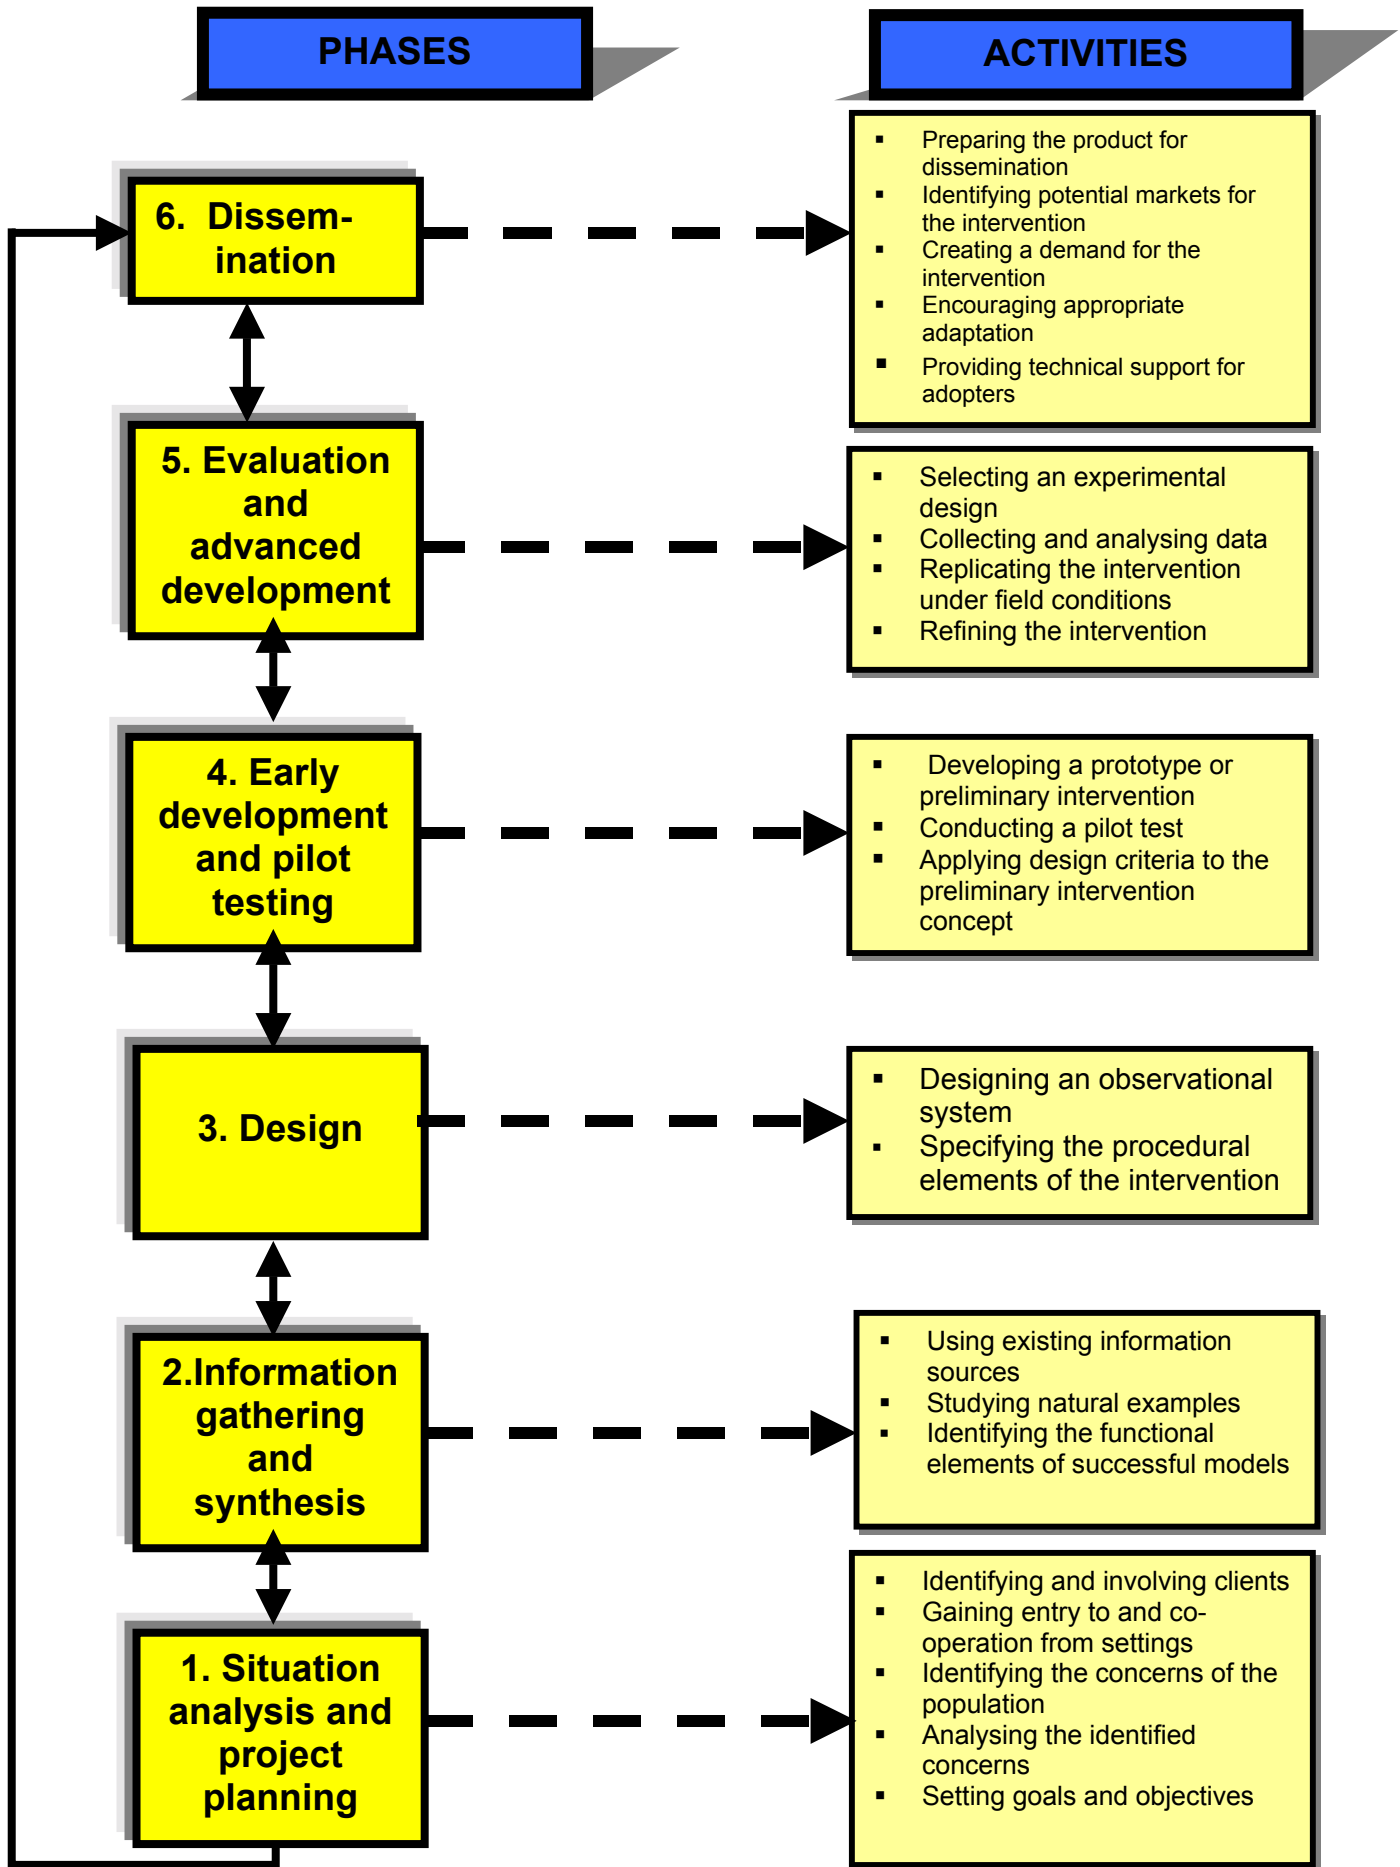 PHASES
ACTIVITIES
6. Dissem-
ination
▪ Preparing the product for
dissemination
▪ Identifying potential markets for
the intervention
▪ Creating a demand for the
intervention
▪ Encouraging appropriate
adaptation
▪ Providing technical support for
adopters
5. Evaluation
and
advanced
development
▪ Selecting an experimental
design
▪ Collecting and analysing data
▪ Replicating the intervention
under field conditions
▪ Refining the intervention
4. Early
development
and pilot
testing
▪ Developing a prototype or
preliminary intervention
▪ Conducting a pilot test
▪ Applying design criteria to the
preliminary intervention
concept
3. Design
▪ Designing an observational
system
▪ Specifying the procedural
elements of the intervention
2.Information
gathering
and
synthesis
▪ Using existing information
sources
▪ Studying natural examples
▪ Identifying the functional
elements of successful models
1. Situation
analysis and
project
planning
▪ Identifying and involving clients
▪ Gaining entry to and co-
operation from settings
▪ Identifying the concerns of the
population
▪ Analysing the identified
concerns
▪ Setting goals and objectives